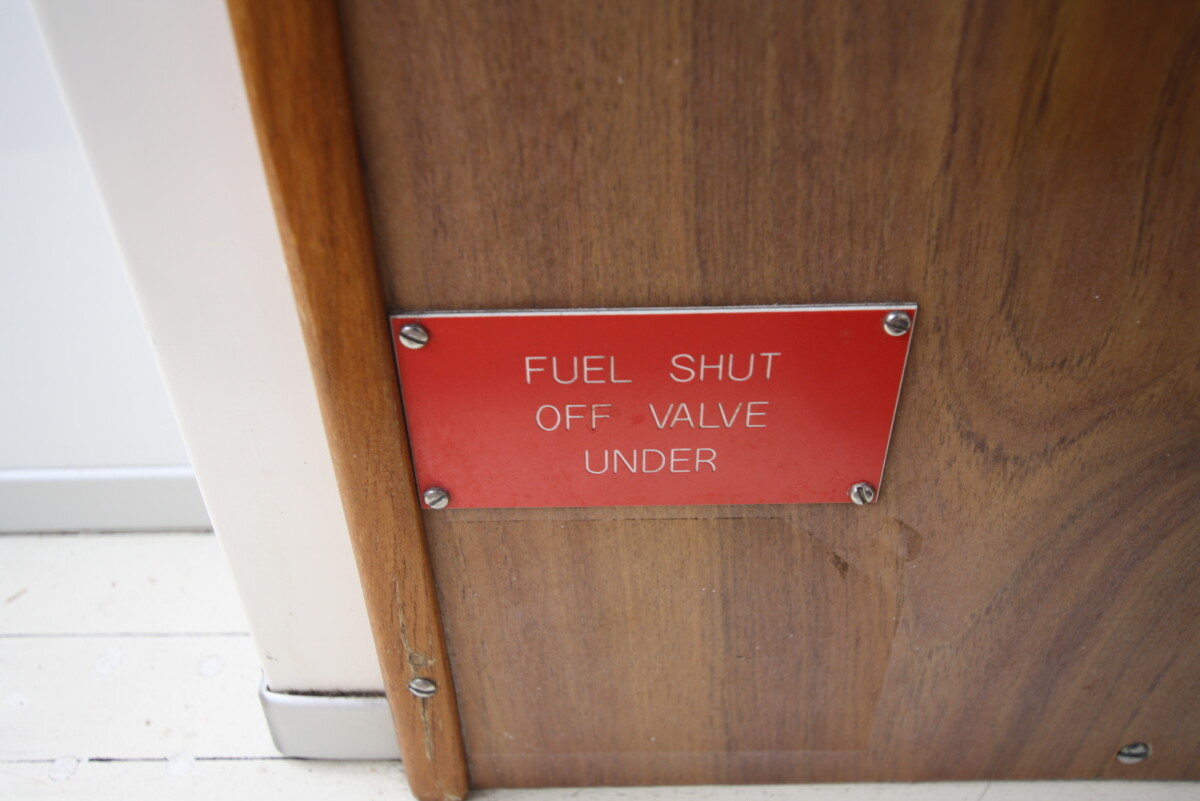 FUEL SHUT
OFF VALVE
UNDER